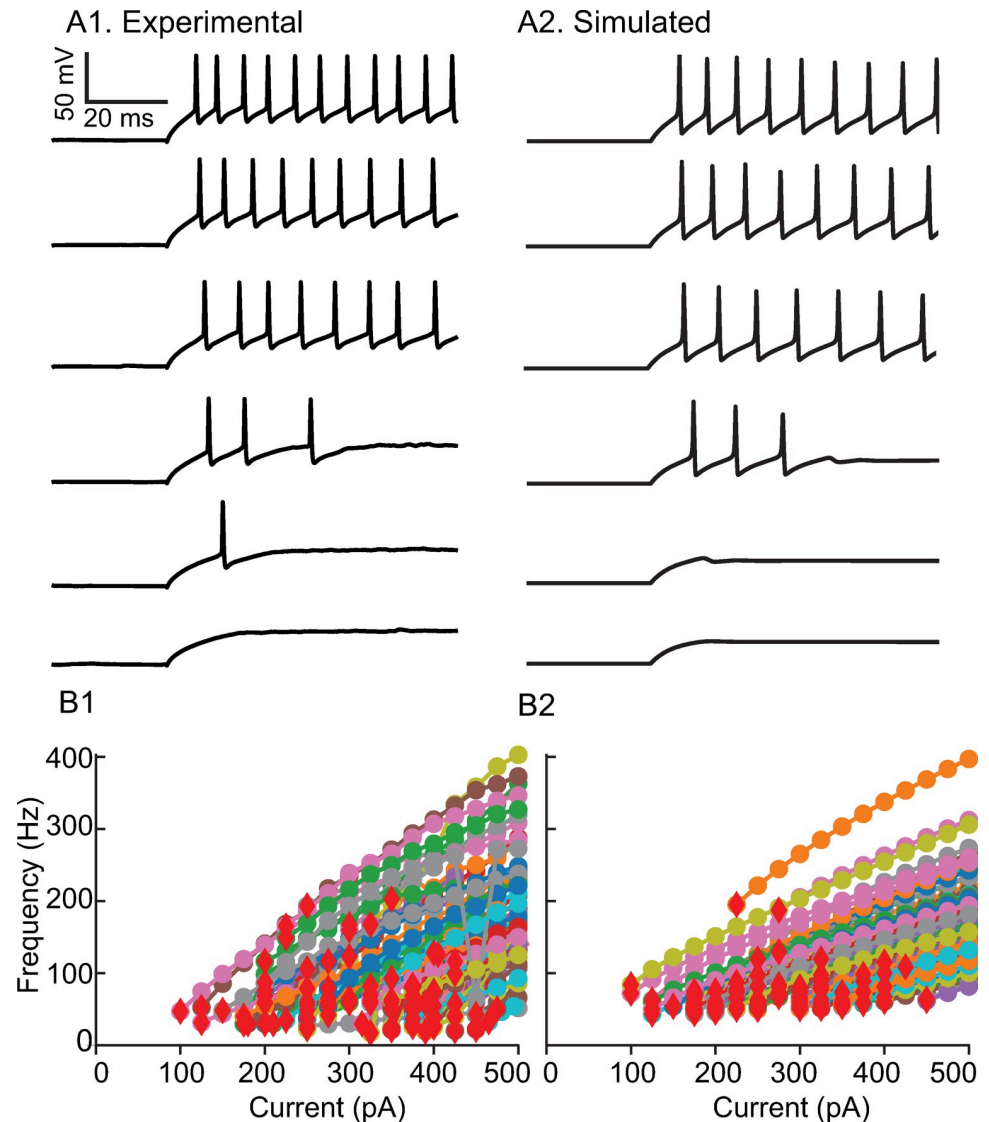 A1. Experimental
A2. Simulated
50 mV
20 ms
B1
B2
400
300
200
100
0
Frequency (Hz)
0 100 200 300 400 500
Current (pA)
0 100 200 300 400 500
Current (pA)